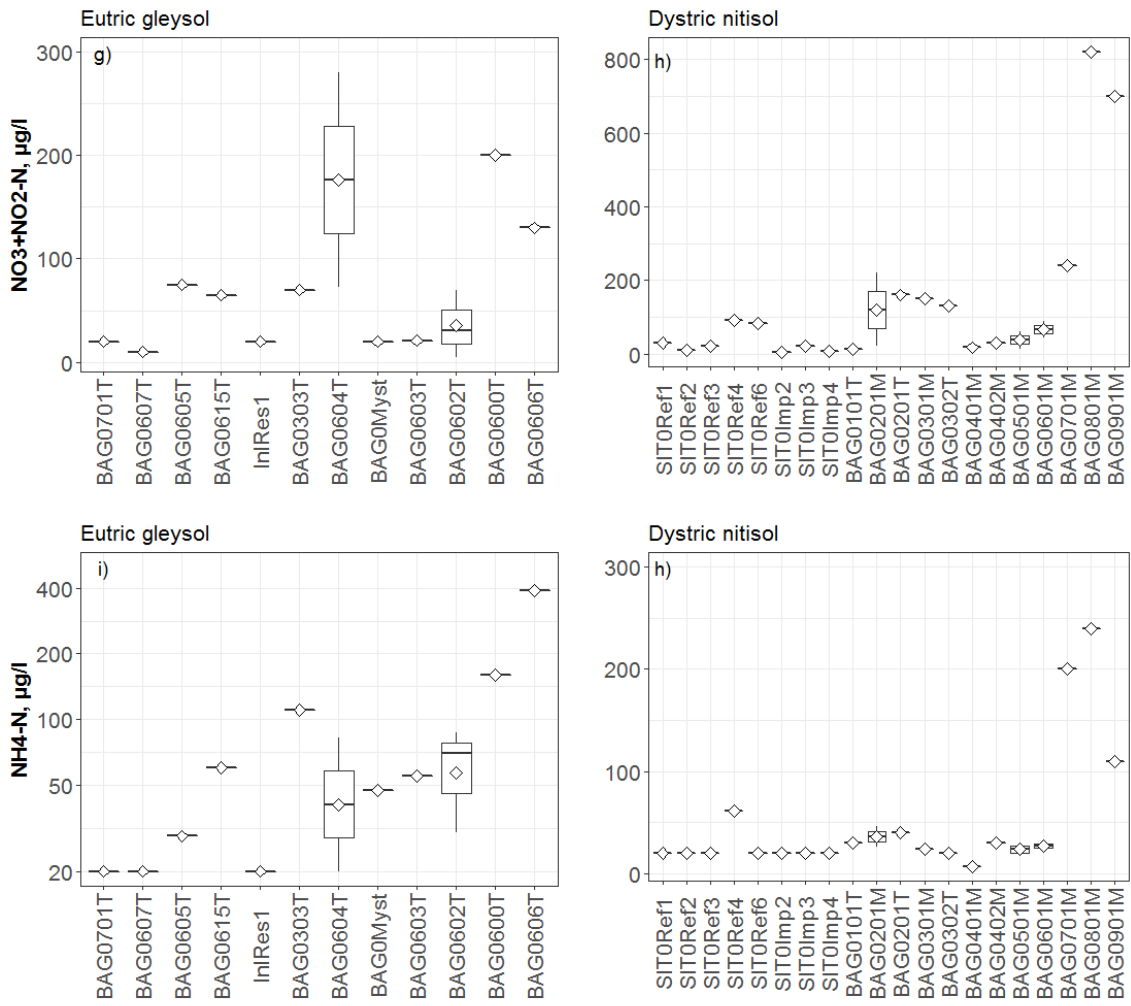 Eutric gleysol
g)
NO3+NO2-N, µg/l
300
200
100
0
BAG0701T
BAG0607T
BAG0605T
BAG0615T
InlRes1
BAG0303T
BAG0604T
BAG0Myst
BAG0603T
BAG0602T
BAG0600T
BAG0606T
Dystric nitisol
h)
800
600
400
200
0
SIT0Ref1
SIT0Ref2
SIT0Ref3
SIT0Ref4
SIT0Ref6
SIT0Imp2
SIT0Imp3
SIT0Imp4
BAG0101T
BAG0201M
BAG0201T
BAG0301M
BAG0302T
BAG0401M
BAG0402M
BAG0501M
BAG0601M
BAG0701M
BAG0801M
BAG0901M
Eutric gleysol
i)
NH4-N, µg/l
400
200
100
50
20
BAG0701T
BAG0607T
BAG0605T
BAG0615T
InlRes1
BAG0303T
BAG0604T
BAG0Myst
BAG0603T
BAG0602T
BAG0600T
BAG0606T
Dystric nitisol
h)
300
200
100
0
SIT0Ref1
SIT0Ref2
SIT0Ref3
SIT0Ref4
SIT0Ref6
SIT0Imp2
SIT0Imp3
SIT0Imp4
BAG0101T
BAG0201M
BAG0201T
BAG0301M
BAG0302T
BAG0401M
BAG0402M
BAG0501M
BAG0601M
BAG0701M
BAG0801M
BAG0901M